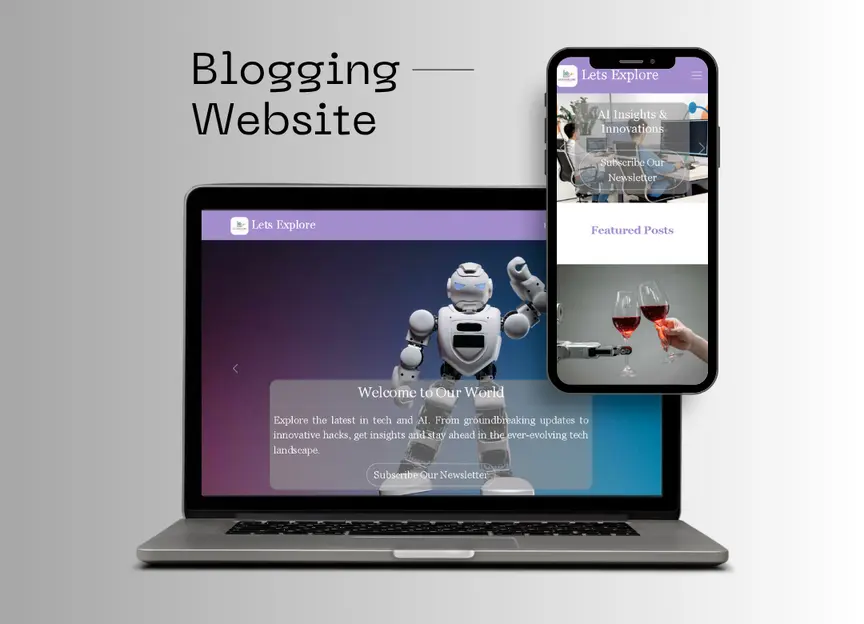 Blogging
Website
Lets Explore
AI Insights &
Innovations
Subscribe Our
Newsletter
Featured Posts
Lets Explore
Welcome to Our World
Explore the latest in tech and AI. From groundbreaking updates to
innovative hacks, get insights and stay ahead in the ever-evolving tech
landscape.
Subscribe Our Newsletter